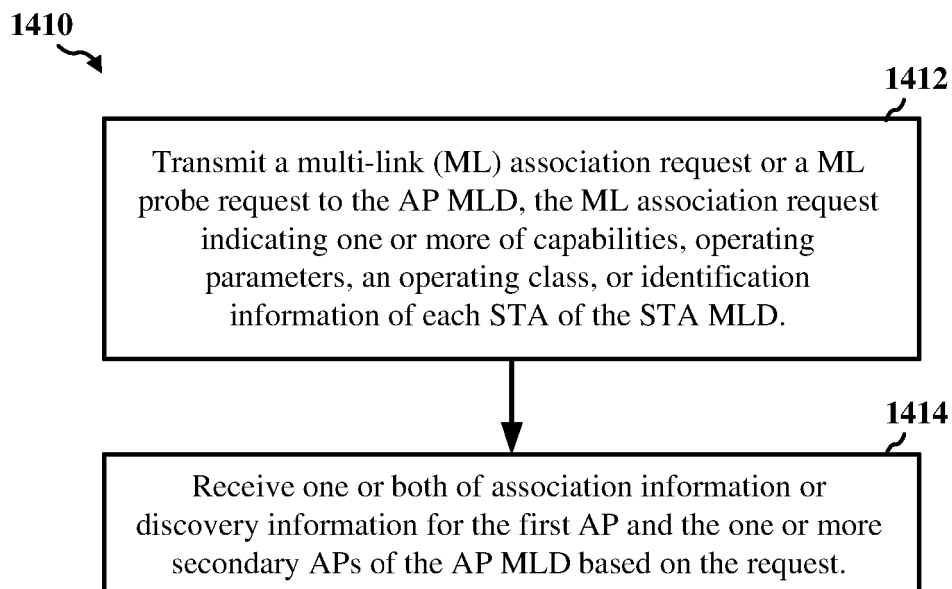 1410
1412
Transmit a multi-link (ML) association request or a ML
probe request to the AP MLD, the ML association request
indicating one or more of capabilities, operating
parameters, an operating class, or identification
information of each STA of the STA MLD.
1414
Receive one or both of association information or
discovery information for the first AP and the one or more
secondary APs of the AP MLD based on the request.